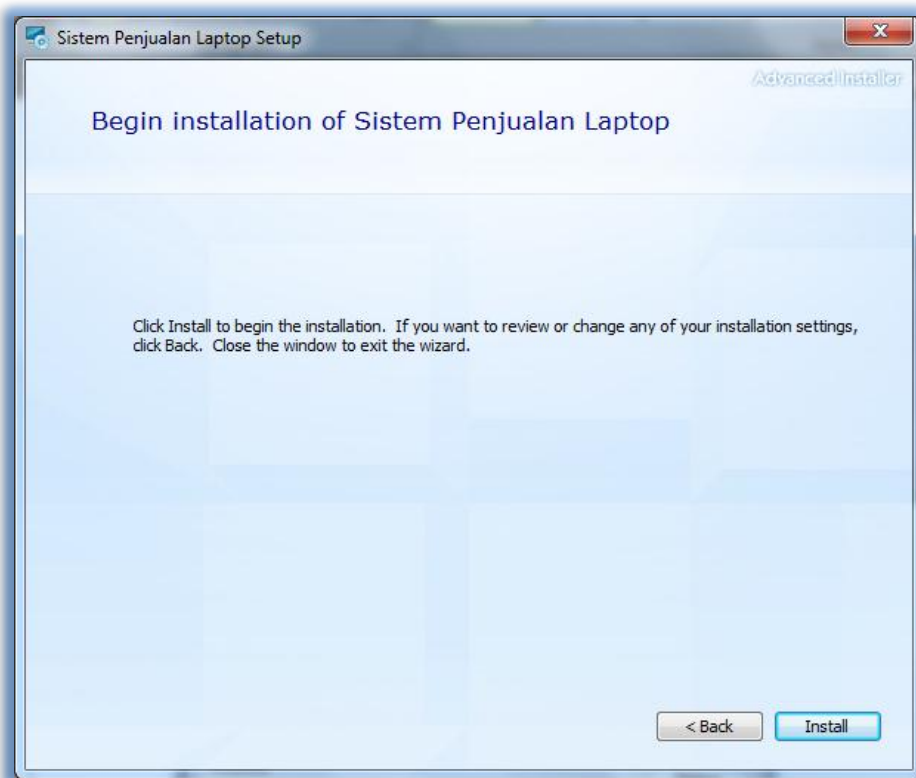 Sistem Penjualan Laptop Setup
Advanced Installer
Begin installation of Sistem Penjualan Laptop
Click Install to begin the installation.  If you want to review or change any of your installation settings,
click Back.  Close the window to exit the wizard.
< Back
Install